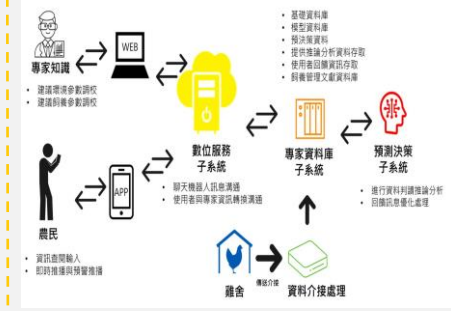 • 基礎資料庫
• 模型資料庫
• 預決策資料
• 提供推論分析資料存取
• 使用者回饋資訊存取
• 飼養管理文獻資料庫
WEB
專家知識
• 建議環境參數調校
• 建議飼養參數調校
數位服務
子系統
• 聊天機器人訊息溝通
• 使用者與專家資訊轉換溝通
專家資料庫
子系統
預測決策
子系統
• 進行資料判讀推論分析
• 回饋訊息優化處理
APP
農民
• 資訊查閱輸入
• 即時推播與預警推播
雞舍
傳送介接
資料介接處理